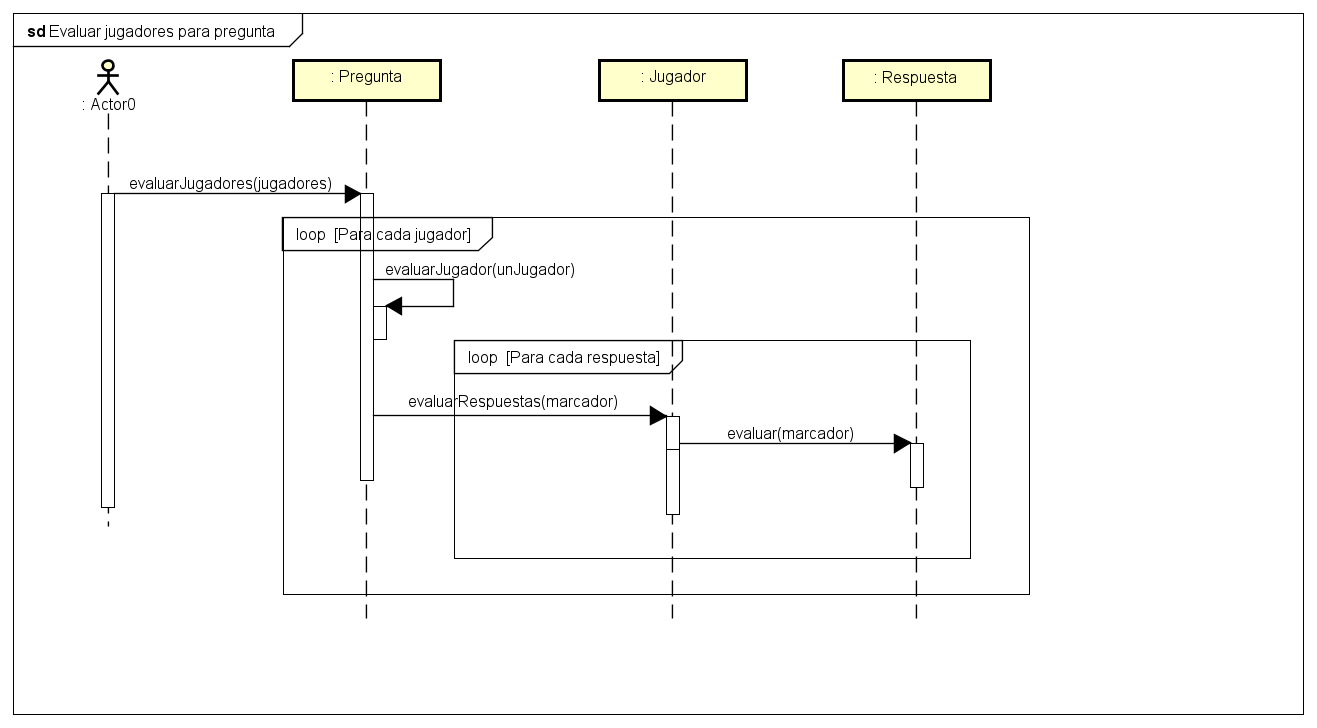 sd Evaluar jugadores para pregunta
: Actor0
: Pregunta
: Jugador
: Respuesta
evaluarJugadores(jugadores)
loop [Para cada jugador]
evaluarJugador(unJugador)
loop [Para cada respuesta]
evaluarRespuestas(marcador)
evaluar(marcador)